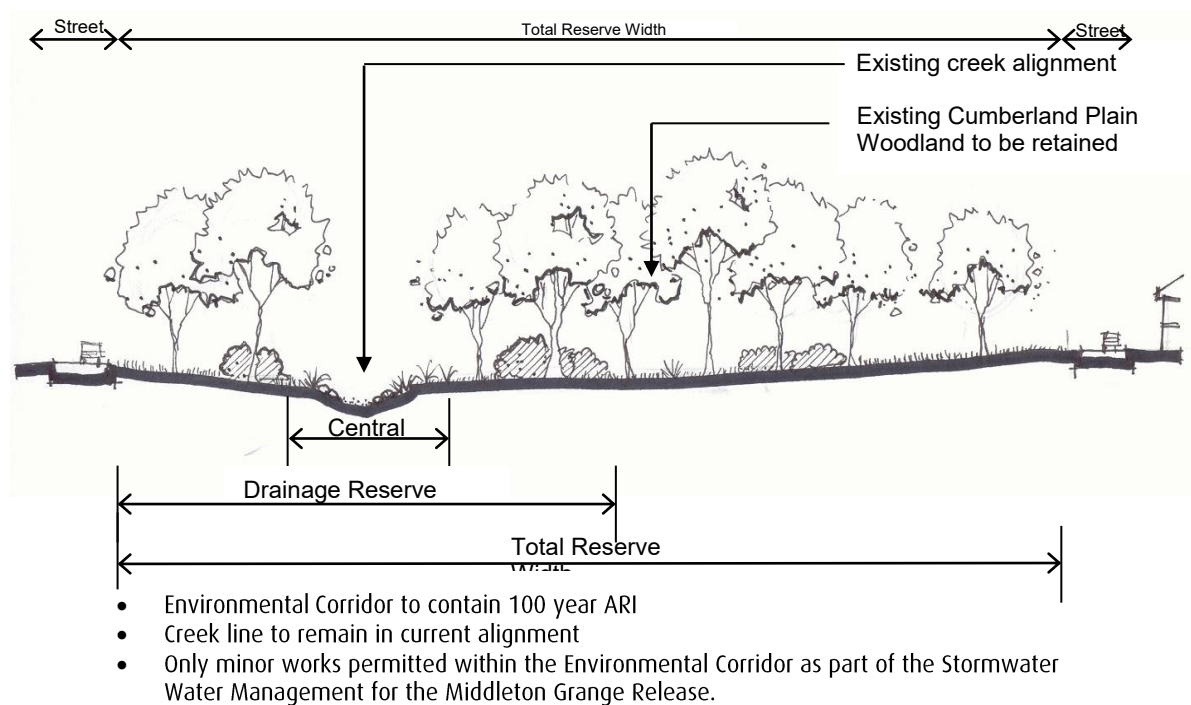 Street
Total Reserve Width
Street
Existing creek alignment
Existing Cumberland Plain
Woodland to be retained
Central
Drainage Reserve
Total Reserve
Width
• Environmental Corridor to contain 100 year ARI
• Creek line to remain in current alignment
• Only minor works permitted within the Environmental Corridor as part of the Stormwater
Water Management for the Middleton Grange Release.